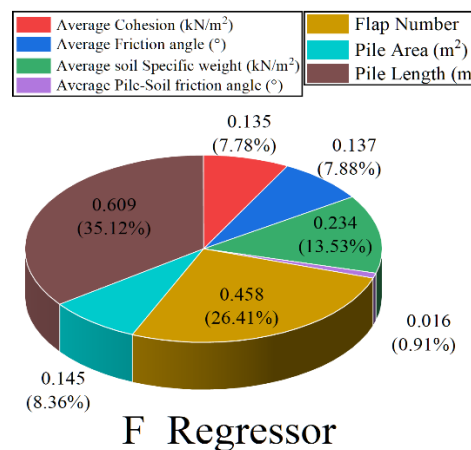 Average Cohesion (kN/m²)
Average Friction angle (°)
Average soil Specific weight (kN/m²)
Average Pile-Soil friction angle (°)
Flap Number
Pile Area (m²)
Pile Length (m
0.135
(7.78%)
0.137
(7.88%)
0.609
(35.12%)
0.234
(13.53%)
0.458
(26.41%)
0.016
(0.91%)
0.145
(8.36%)
F Regressor